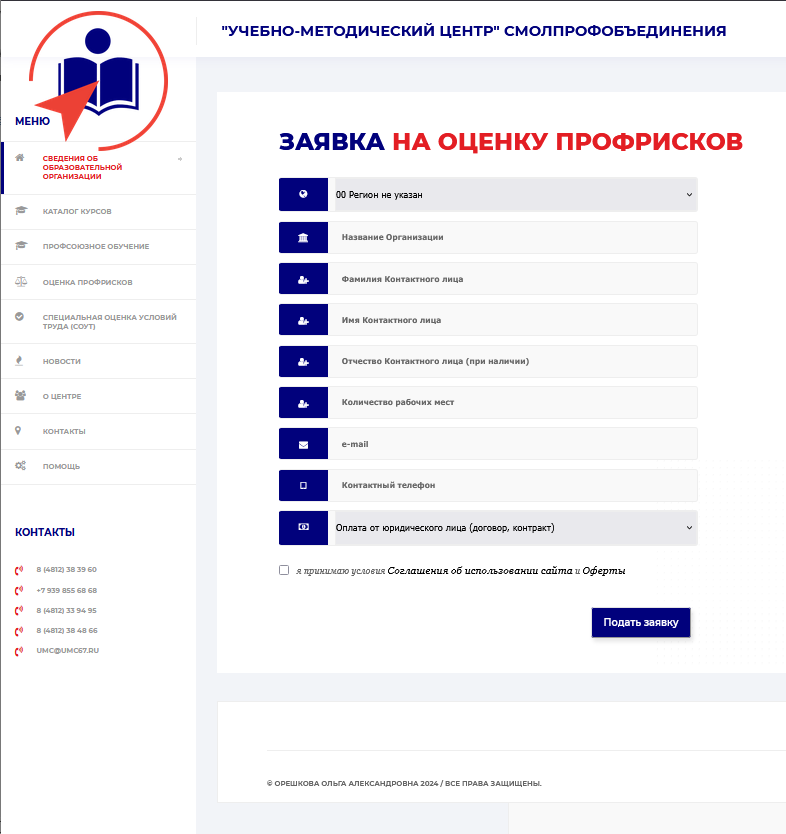 "УЧЕБНО-МЕТОДИЧЕСКИЙ ЦЕНТР" СМОЛПРОФОБЪЕДИНЕНИЯ
МЕНЮ
СВЕДЕНИЯ ОБ
ОБРАЗОВАТЕЛЬНОЙ
ОРГАНИЗАЦИИ
КАТАЛОГ КУРСОВ
ПРОФСОЮЗНОЕ ОБУЧЕНИЕ
ОЦЕНКА ПРОФРИСКОВ
СПЕЦИАЛЬНАЯ ОЦЕНКА УСЛОВИЙ
ТРУДА (СОУТ)
НОВОСТИ
О ЦЕНТРЕ
КОНТАКТЫ
ПОМОЩЬ
КОНТАКТЫ
8 (4812) 38 39 60
+7 939 855 68 68
8 (4812) 33 94 95
8 (4812) 38 48 66
UMC@UMC67.RU
ЗАЯВКА НА ОЦЕНКУ ПРОФРИСКОВ
00 Регион не указан
Название Организации
Фамилия Контактного лица
Имя Контактного лица
Отчество Контактного лица (при наличии)
Количество рабочих мест
e-mail
Контактный телефон
Оплата от юридического лица (договор, контракт)
я принимаю условия Соглашения об использовании сайта и Оферты
Подать заявку
© ОРЕШКОВА ОЛЬГА АЛЕКСАНДРОВНА 2024 / ВСЕ ПРАВА ЗАЩИЩЕНЫ.